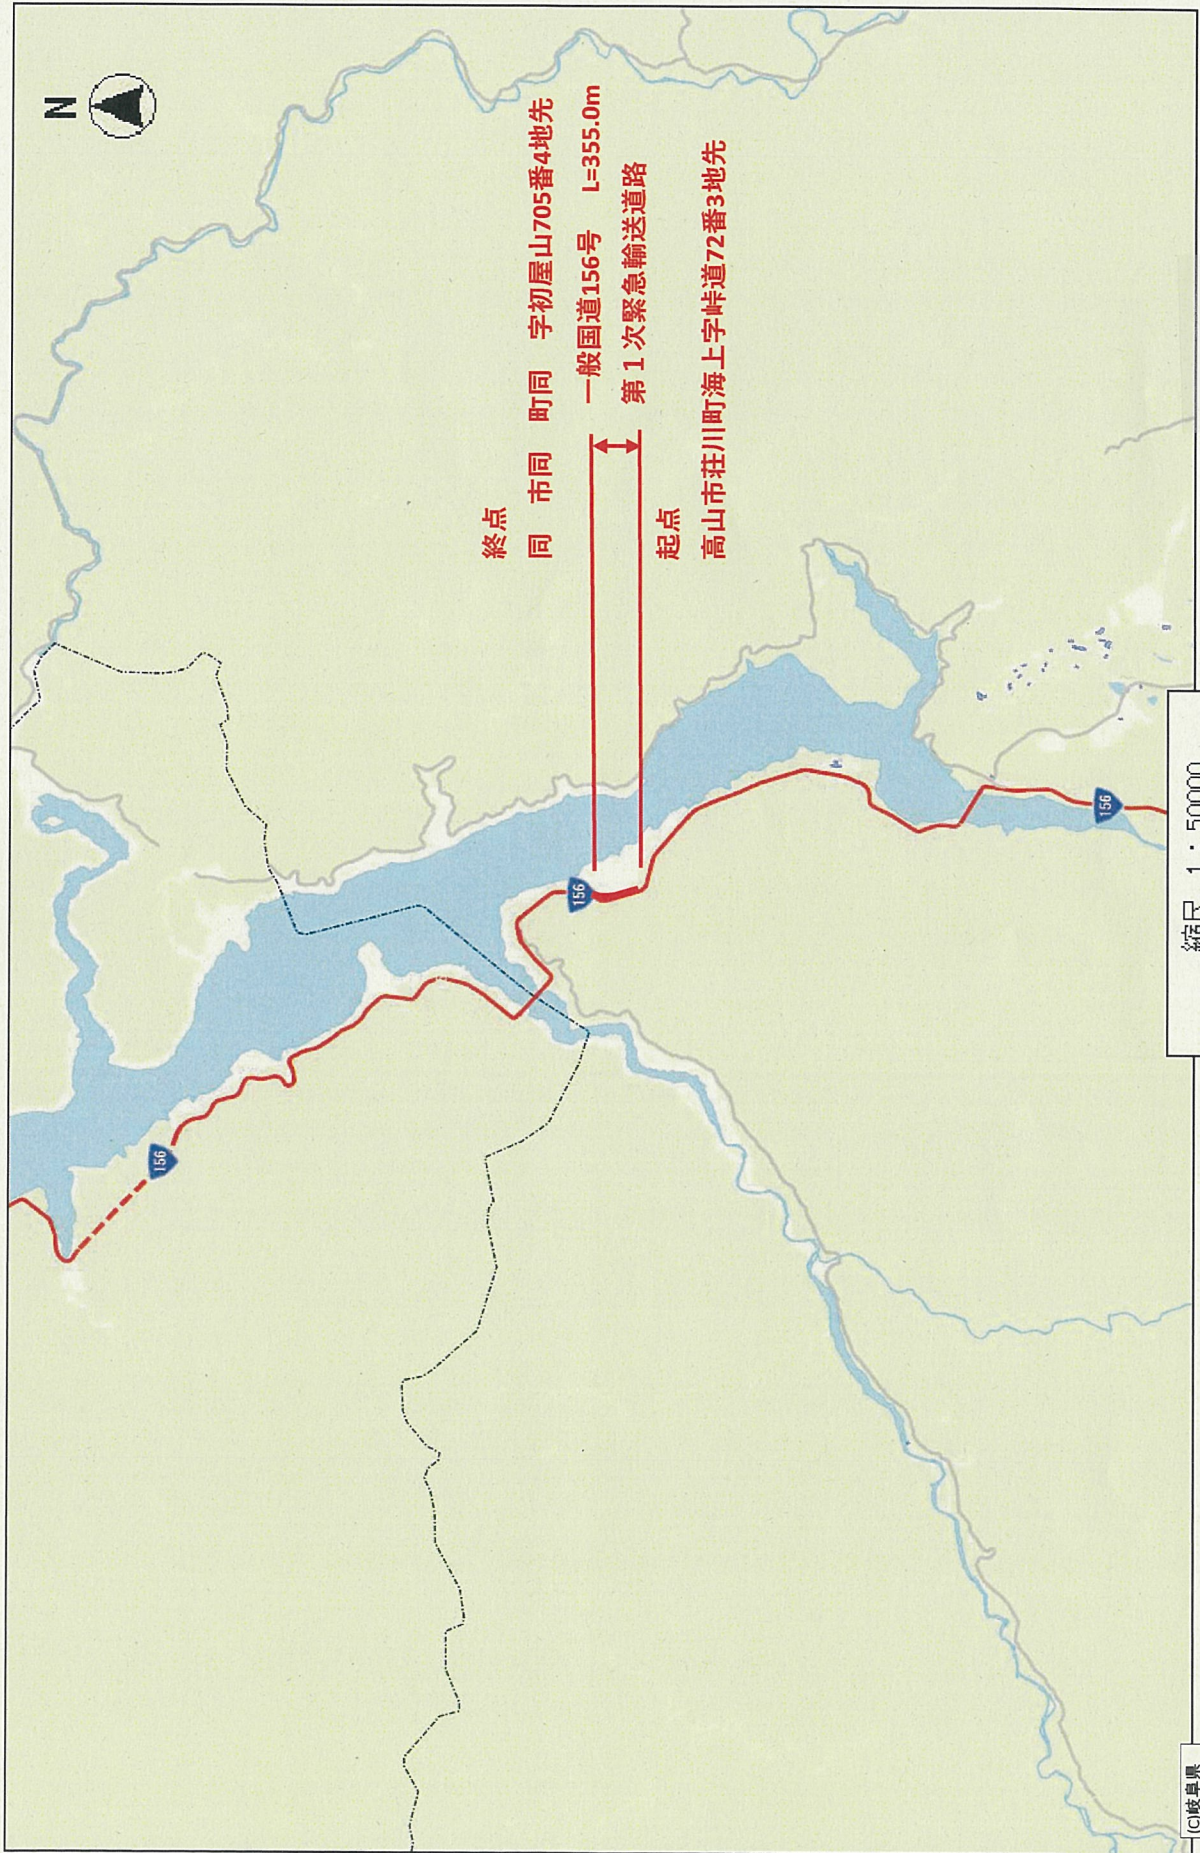 N
終点
同　市同　町同　字初屋山705番4地先
一般国道156号　L=355.0m
第１次緊急輸送道路
起点
高山市荘川町海上字峠道72番3地先
156
156
156
縮尺　1：50000
(C)岐阜県